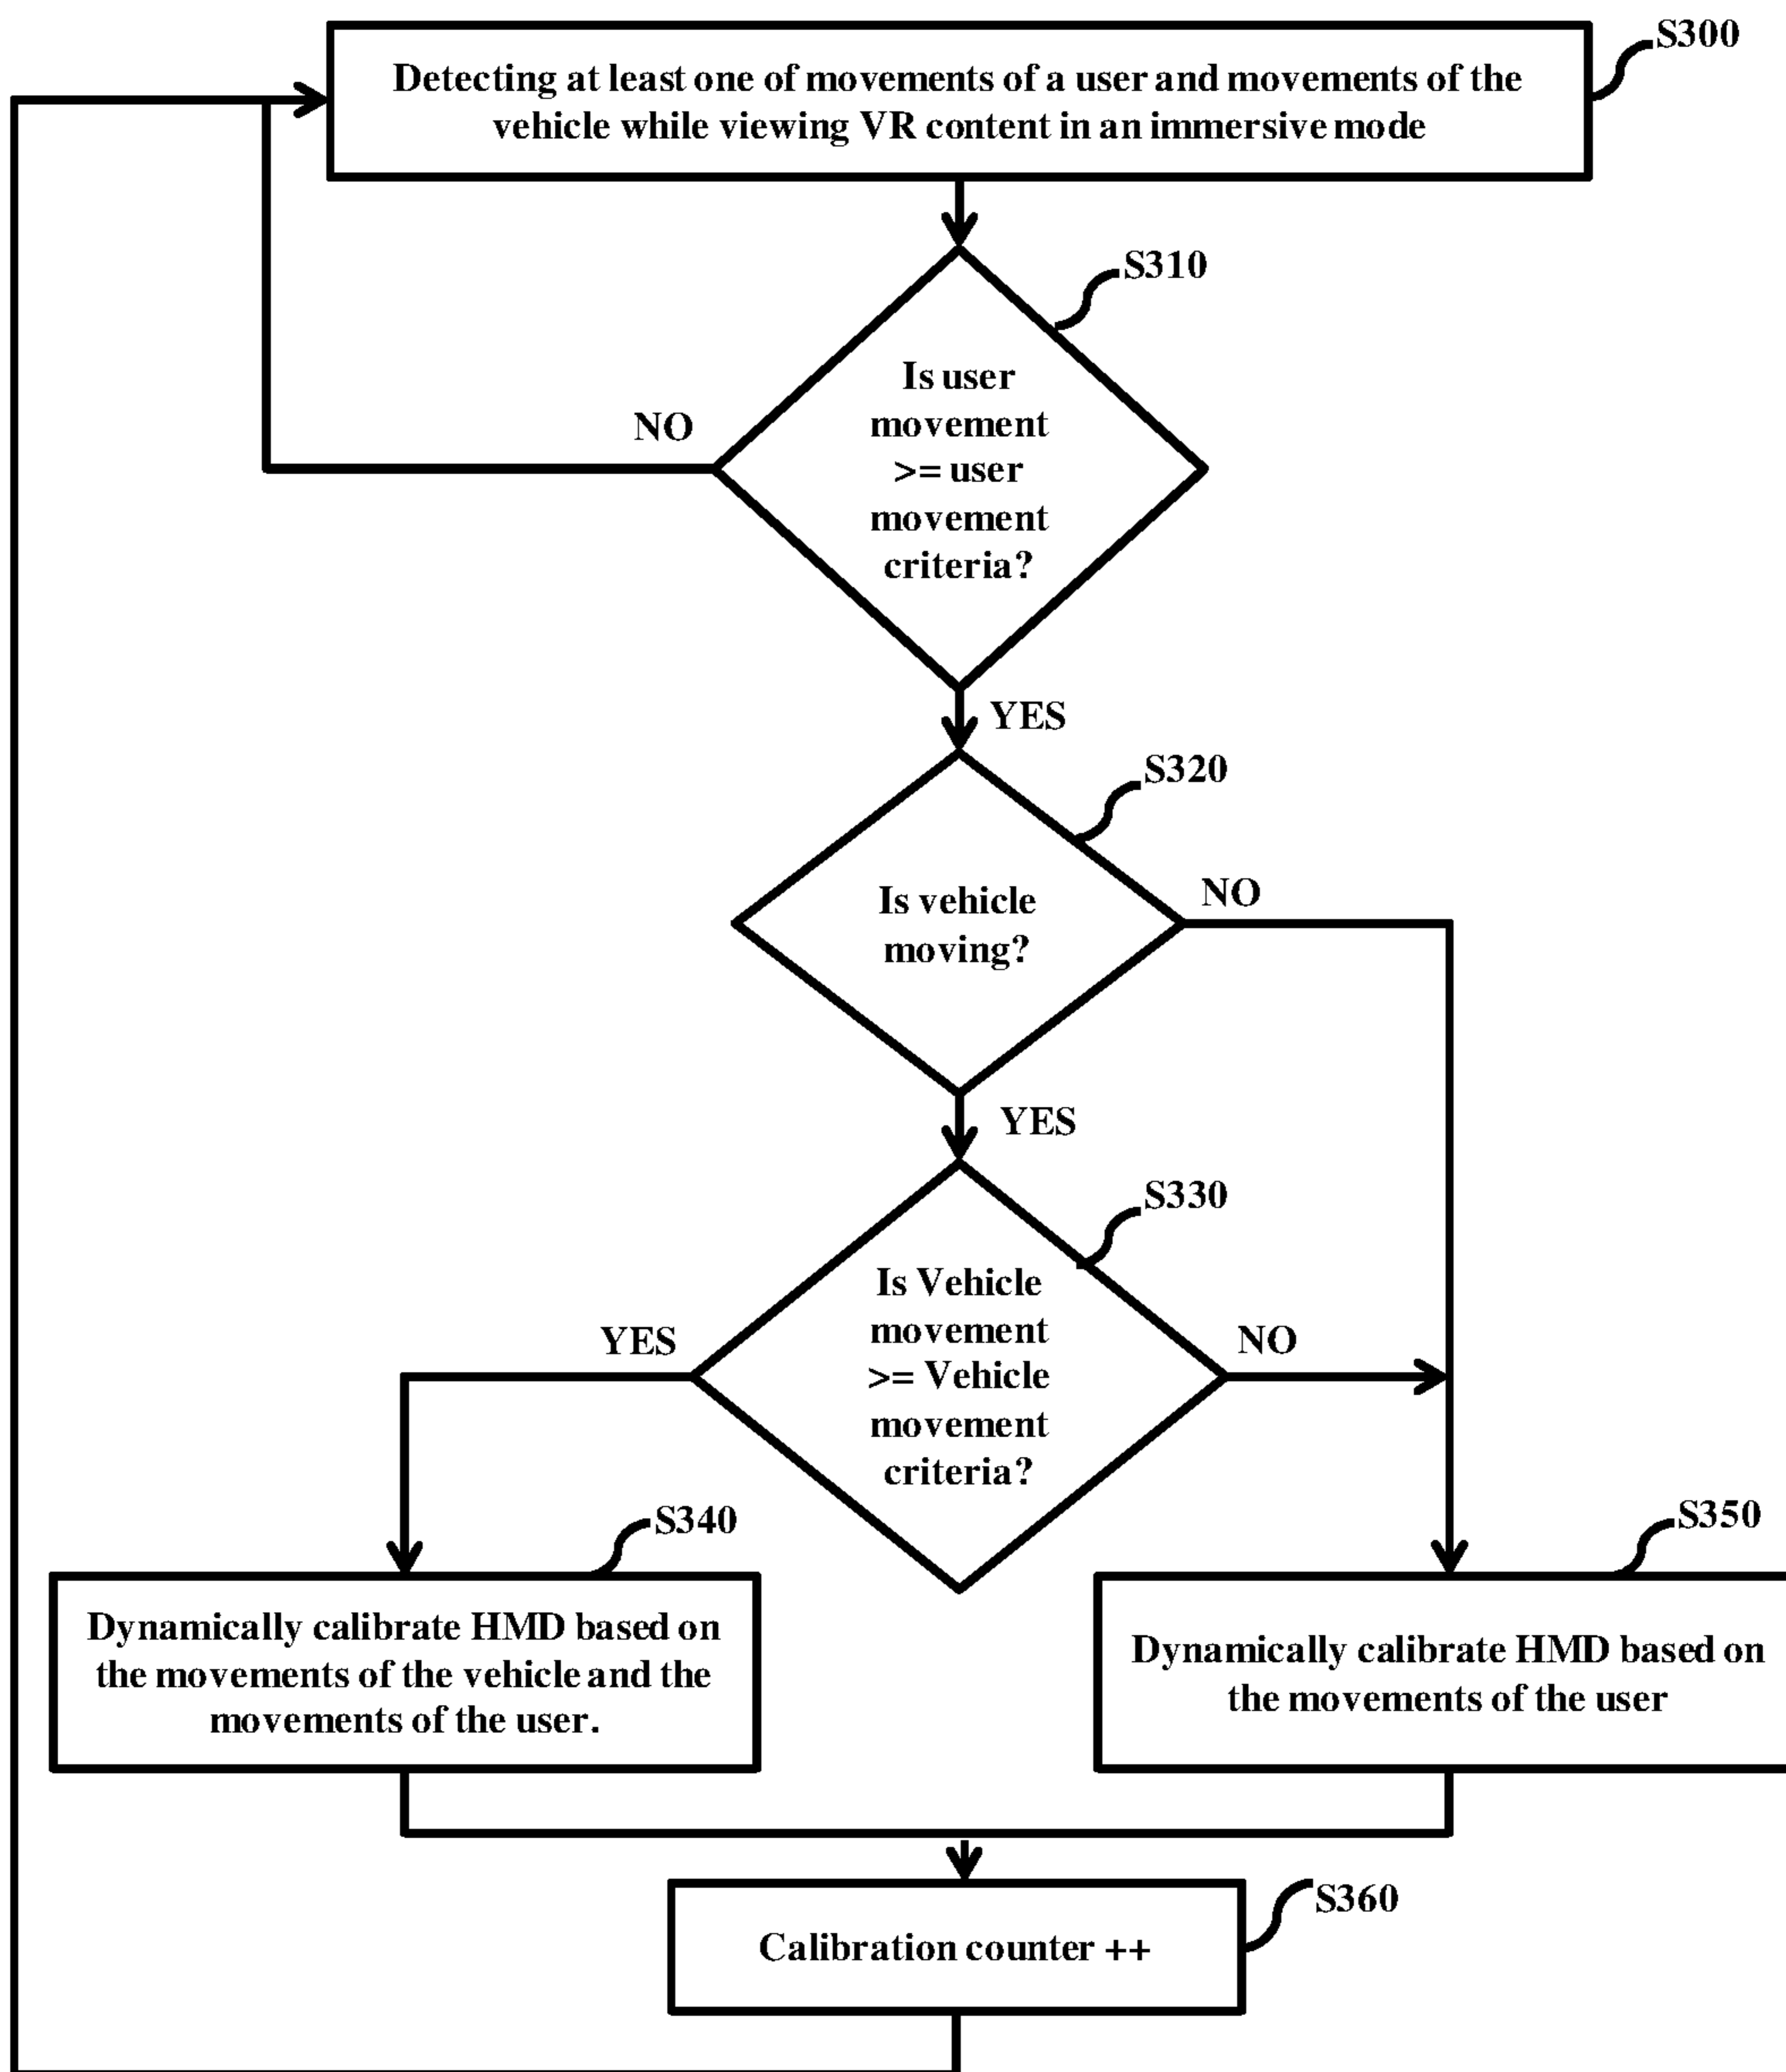 S300
Detecting at least one of movements of a user and movements of the
vehicle while viewing VR content in an immersive mode
S310
Is user
movement
>= user
movement
criteria?
NO
YES
S320
Is vehicle
moving?
NO
YES
S330
Is Vehicle
movement
>= Vehicle
movement
criteria?
YES
NO
S340
Dynamically calibrate HMD based on
the movements of the vehicle and the
movements of the user.
S350
Dynamically calibrate HMD based on
the movements of the user
S360
Calibration counter ++